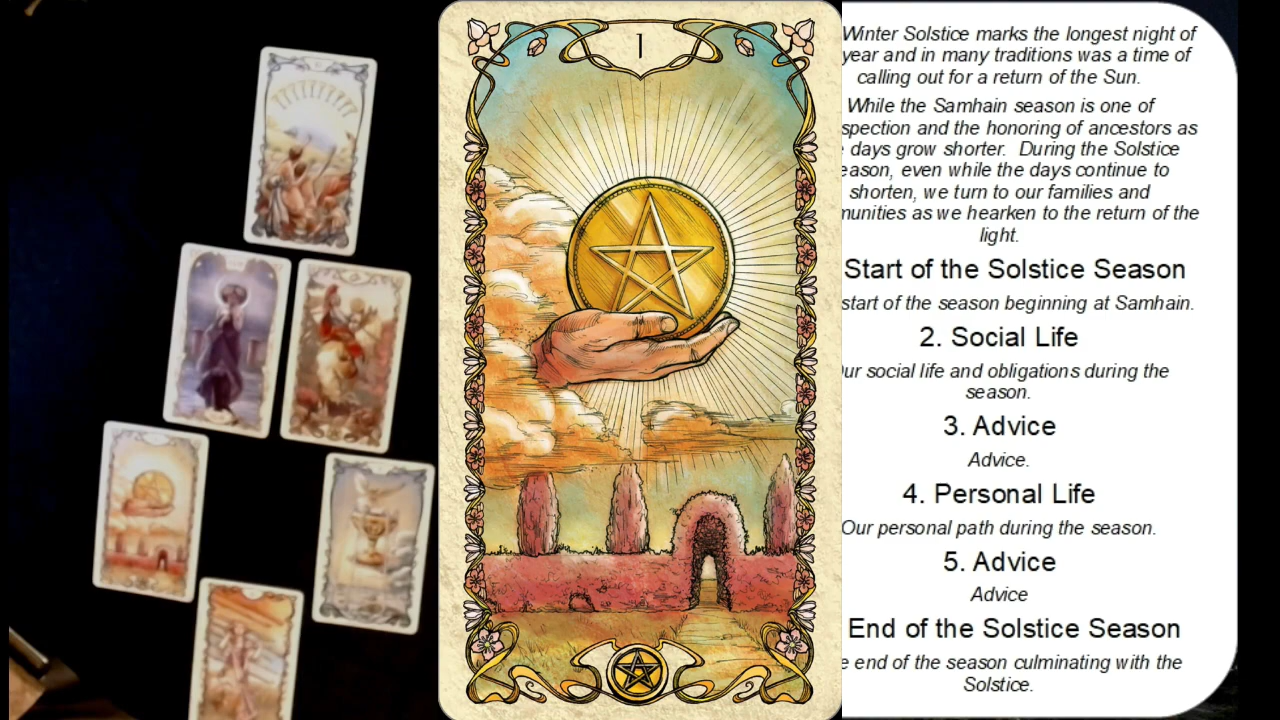 1
Winter Solstice marks the longest night of
year and in many traditions was a time of
calling out for a return of the Sun.
While the Samhain season is one of
spection and the honoring of ancestors as
days grow shorter. During the Solstice
eason, even while the days continue to
shorten, we turn to our families and
munities as we hearken to the return of the
light.
Start of the Solstice Season
start of the season beginning at Samhain.
2. Social Life
ur social life and obligations during the
season.
3. Advice
Advice.
4. Personal Life
Our personal path during the season.
5. Advice
Advice
End of the Solstice Season
e end of the season culminating with the
Solstice.